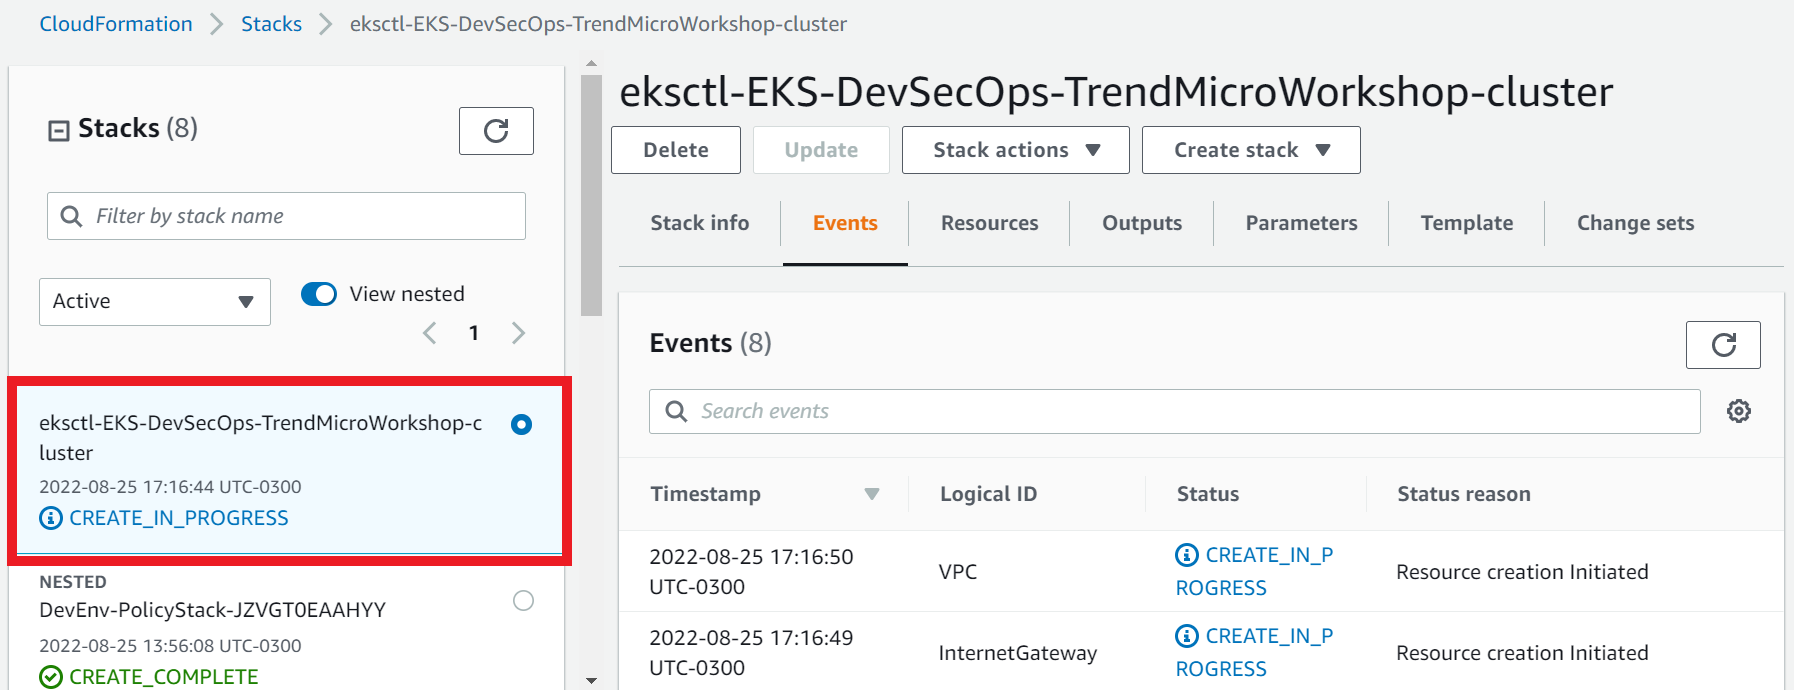 CloudFormation > Stacks > eksctl-EKS-DevSecOps-TrendMicroWorkshop-cluster
Stacks (8)
Filter by stack name
Active
View nested
1
eksctl-EKS-DevSecOps-TrendMicroWorkshop-c
luster
2022-08-25 17:16:44 UTC-0300
CREATE_IN_PROGRESS
NESTED
DevEnv-PolicyStack-JZVGT0EAAHYY
2022-08-25 13:56:08 UTC-0300
CREATE_COMPLETE
eksctl-EKS-DevSecOps-TrendMicroWorkshop-cluster
Delete Update Stack actions Create stack
Stack info Events Resources Outputs Parameters Template Change sets
Events (8)
Search events
Timestamp Logical ID Status Status reason
2022-08-25 17:16:50
UTC-0300
VPC
CREATE_IN_P
ROGRESS
Resource creation Initiated
2022-08-25 17:16:49
UTC-0300
InternetGateway
CREATE_IN_P
ROGRESS
Resource creation Initiated